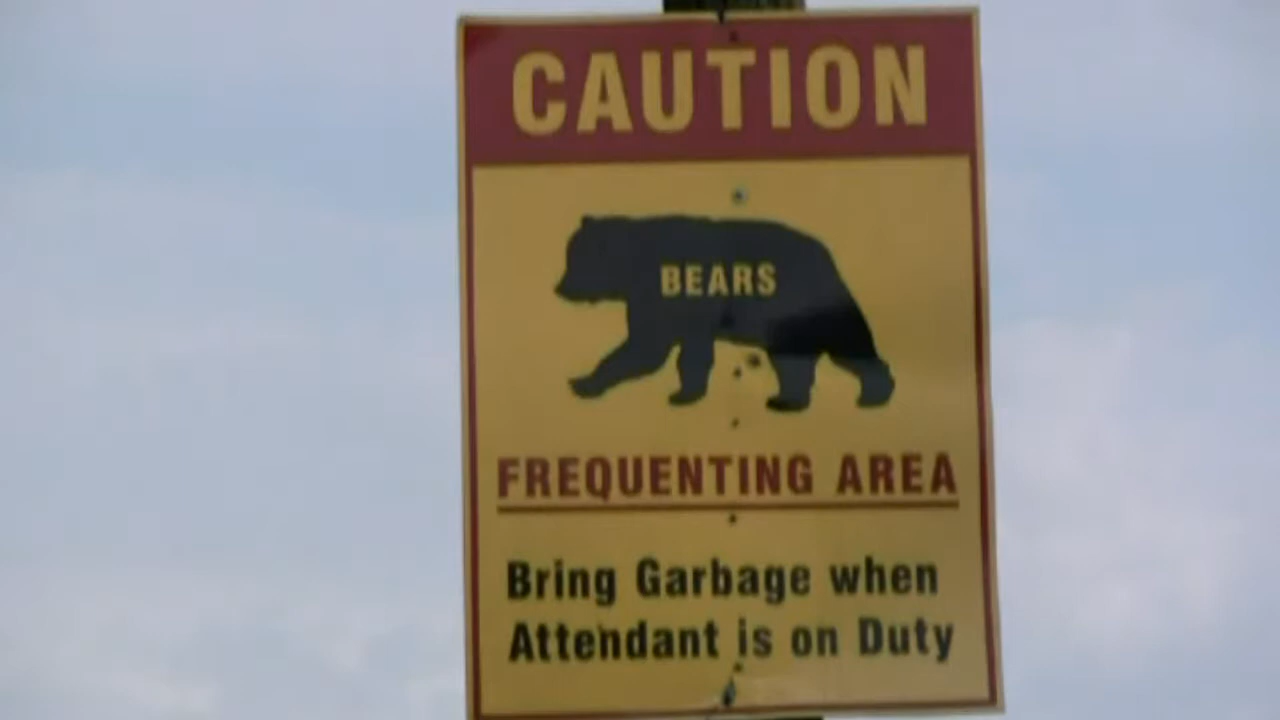 CAUTION
BEARS
FREQUENTING AREA
Bring Garbage when
Attendant is on Duty